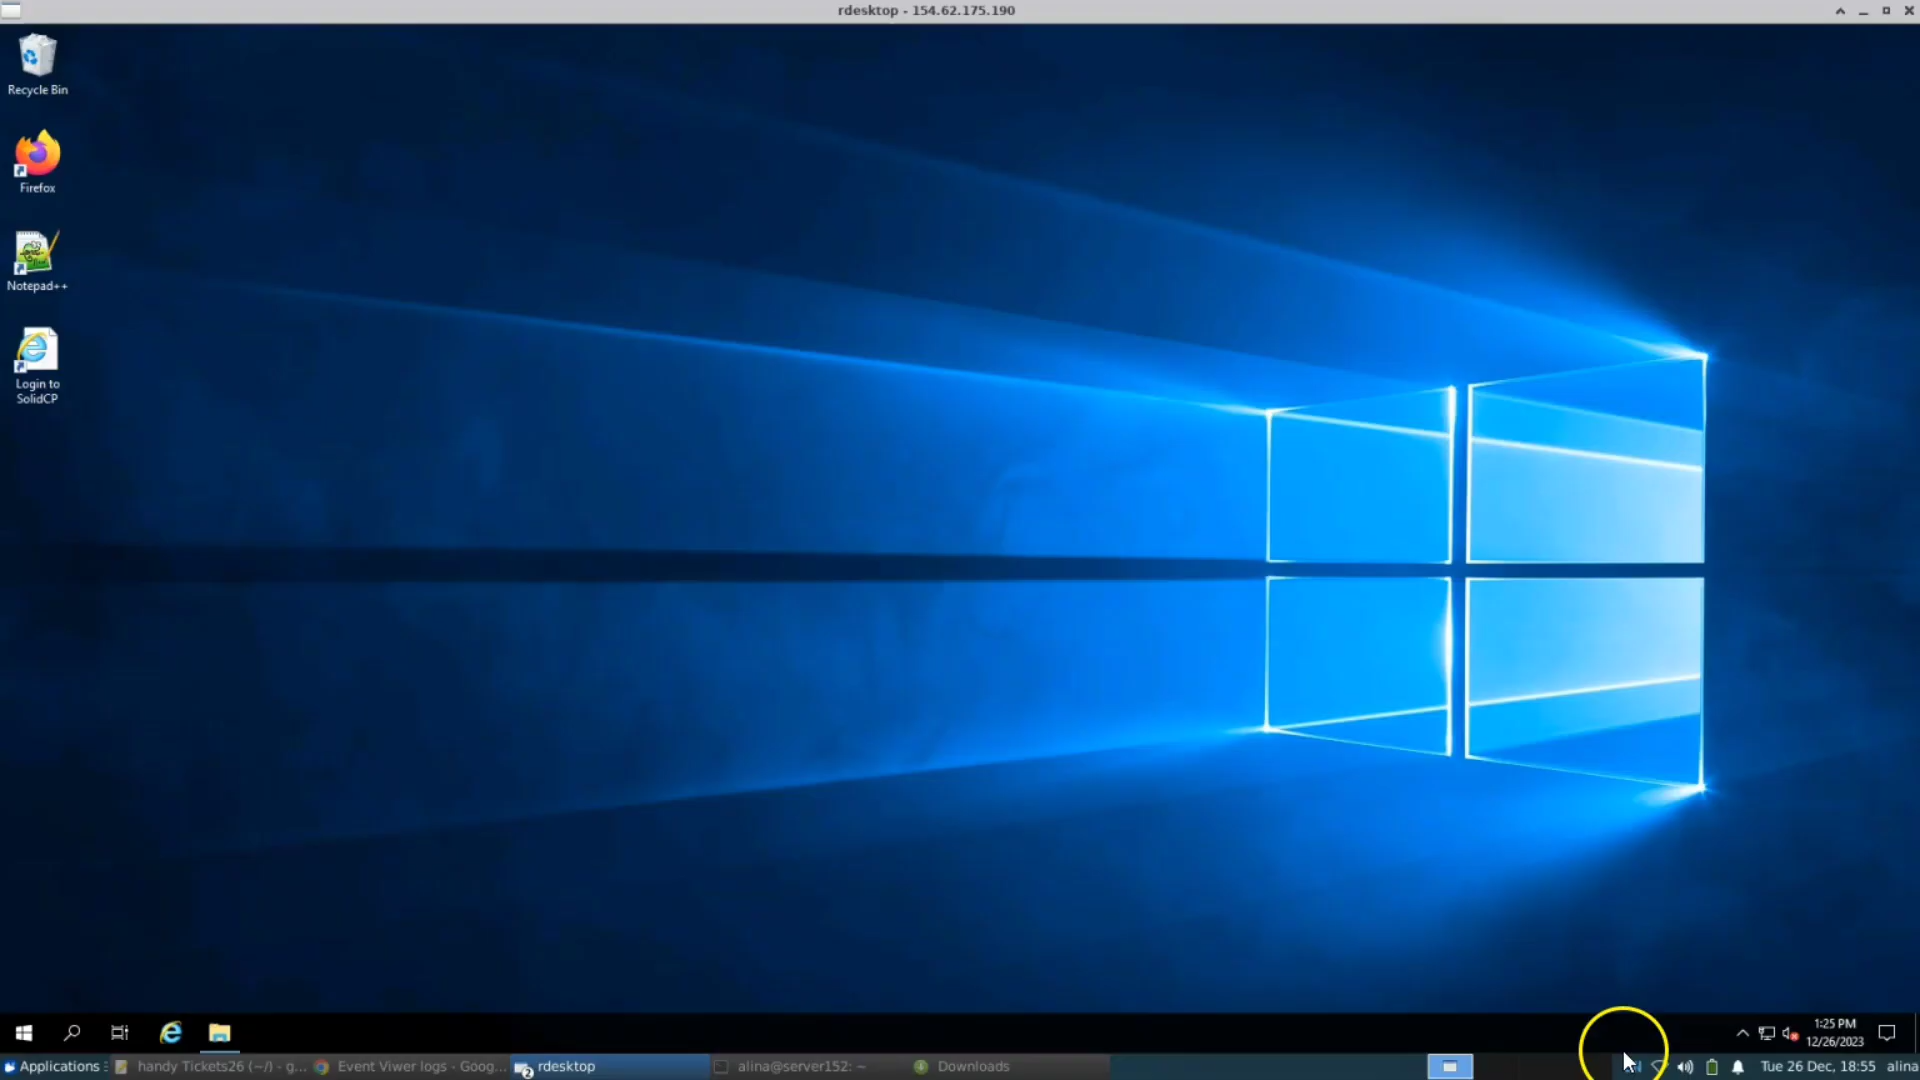 rdesktop - 154.62.175.190
Recycle Bin
Firefox
Notepad++
Login to
SolidCP
1:25 PM
12/26/2023
Applications
handy Tickets26 (~/) - g...
Event Viwer logs - Goog...
2
rdesktop
alina@server152: ~
Downloads
Tue 26 Dec, 18:55
alina